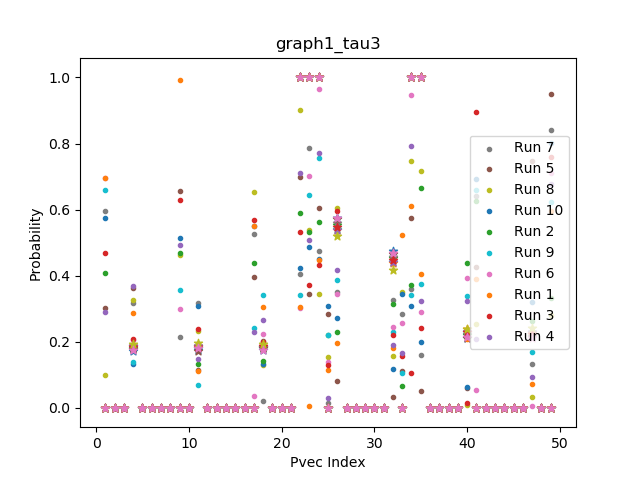 graph1_tau3
Probability
1.0
0.8
0.6
0.4
0.2
0.0
Run 7
Run 5
Run 8
Run 10
Run 2
Run 9
Run 6
Run 1
Run 3
Run 4
0
10
20
30
40
50
Pvec Index